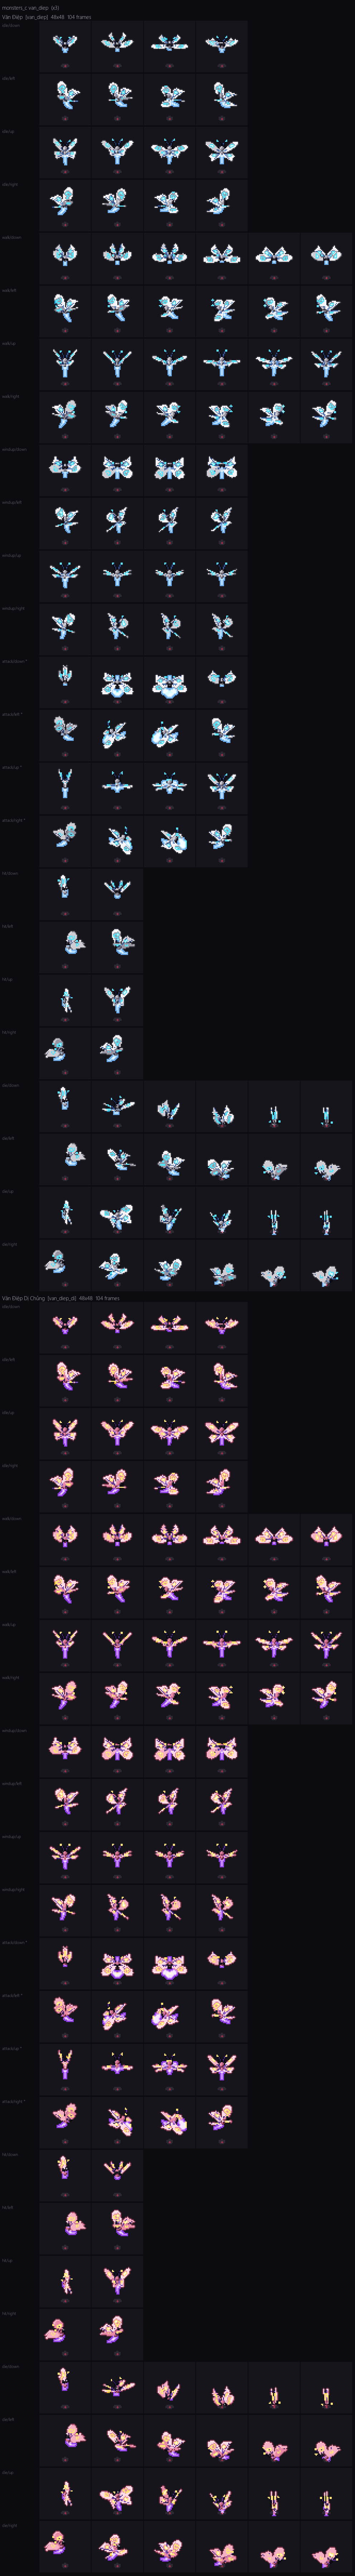 monsters_c: van_diep (x3)
Vân Điệp [van_diep] 48x48 104 frames
idle/down
idle/left
idle/up
idle/right
walk/down
walk/left
walk/up
walk/right
windup/down
windup/left
windup/up
windup/right
attack/down *
attack/left *
attack/up *
attack/right *
hit/down
hit/left
hit/up
hit/right
die/down
die/left
die/up
die/right
Vân Điệp Dị Chủng [van_diep_di] 48x48 104 frames
idle/down
idle/left
idle/up
idle/right
walk/down
walk/left
walk/up
walk/right
windup/down
windup/left
windup/up
windup/right
attack/down *
attack/left *
attack/up *
attack/right *
hit/down
hit/left
hit/up
hit/right
die/down
die/left
die/up
die/right